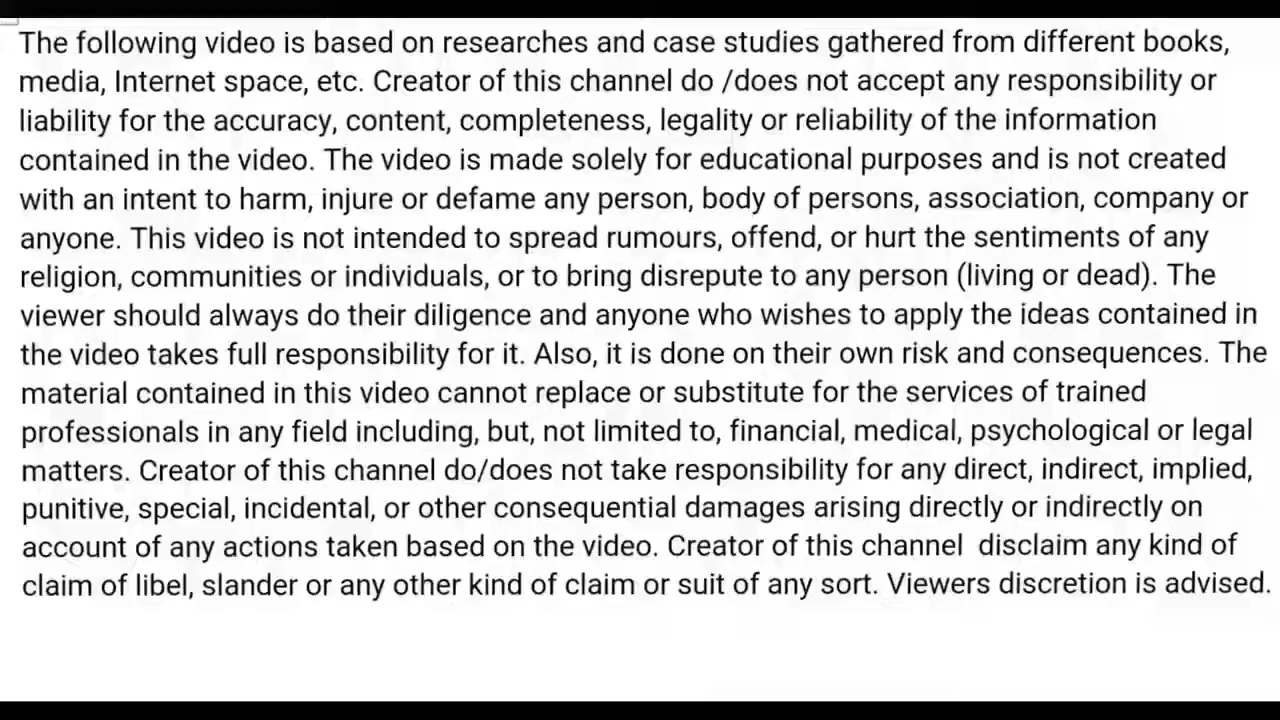 The following video is based on researches and case studies gathered from different books,
media, Internet space, etc. Creator of this channel do /does not accept any responsibility or
liability for the accuracy, content, completeness, legality or reliability of the information
contained in the video. The video is made solely for educational purposes and is not created
with an intent to harm, injure or defame any person, body of persons, association, company or
anyone. This video is not intended to spread rumours, offend, or hurt the sentiments of any
religion, communities or individuals, or to bring disrepute to any person (living or dead). The
viewer should always do their diligence and anyone who wishes to apply the ideas contained in
the video takes full responsibility for it. Also, it is done on their own risk and consequences. The
material contained in this video cannot replace or substitute for the services of trained
professionals in any field including, but, not limited to, financial, medical, psychological or legal
matters. Creator of this channel do/does not take responsibility for any direct, indirect, implied,
punitive, special, incidental, or other consequential damages arising directly or indirectly on
account of any actions taken based on the video. Creator of this channel  disclaim any kind of
claim of libel, slander or any other kind of claim or suit of any sort. Viewers discretion is advised.